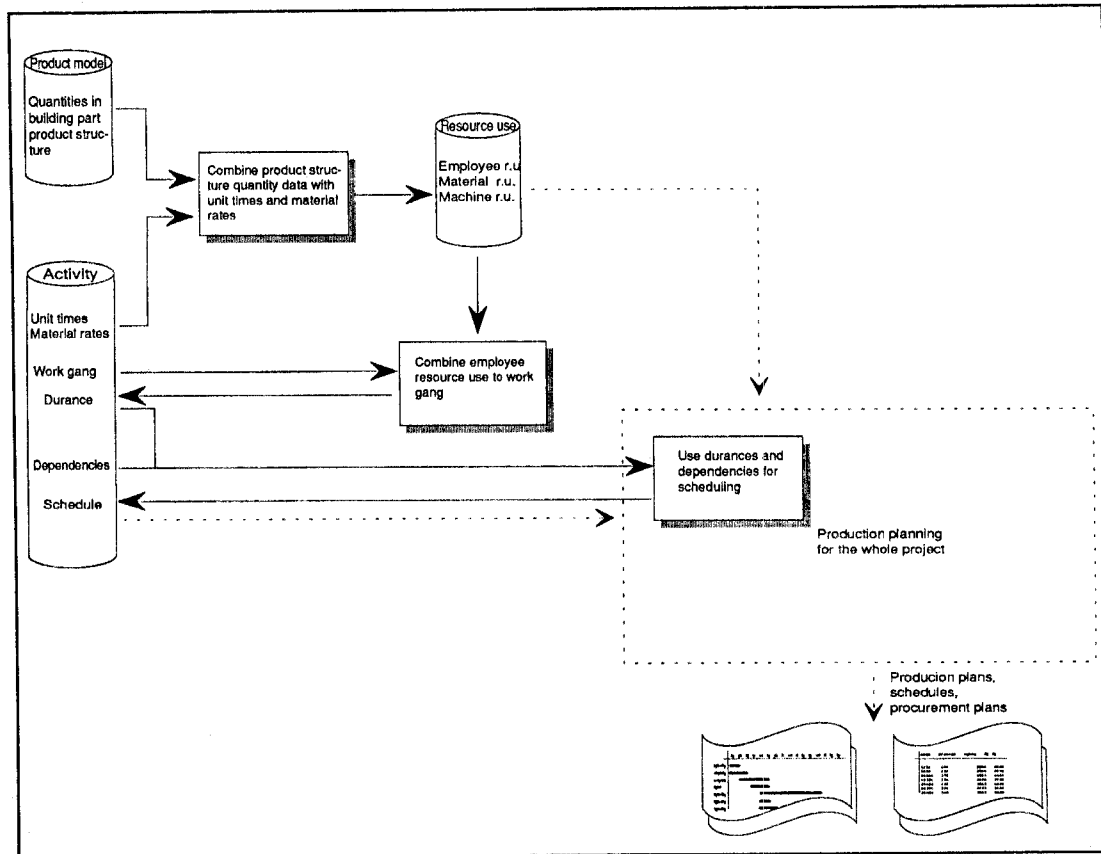 Product model
Quantities in
building part
product struc-
ture
Combine product struc-
ture quantity data with
unit times and material
rates
Resource use
Employee r.u
Material r.u.
Machine r.u.
Activity
Unit times
Material rates
Work gang
Durance
Dependencies
Schedule
Combine employee
resource use to work
gang
Use durances and
dependencies for
scheduling
Production planning
for the whole project
Producion plans,
schedules,
procurement plans